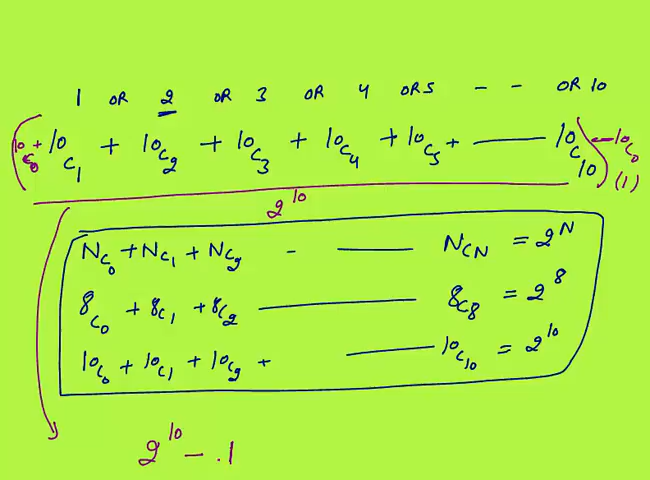 1 OR 2 OR 3 OR 4 OR 5 - - OR 10
(10C0 + 10C1 + 10C2 + 10C3 + 10C4 + 10C5 + —— 10C10) – 10C0
(1)
2^10
NC0 + NC1 + NC2 - —— NCN = 2^N
8C0 + 8C1 + 8C2 —— 8C8 = 2^8
10C0 + 10C1 + 10C2 + —— 10C10 = 2^10
2^10 - .1